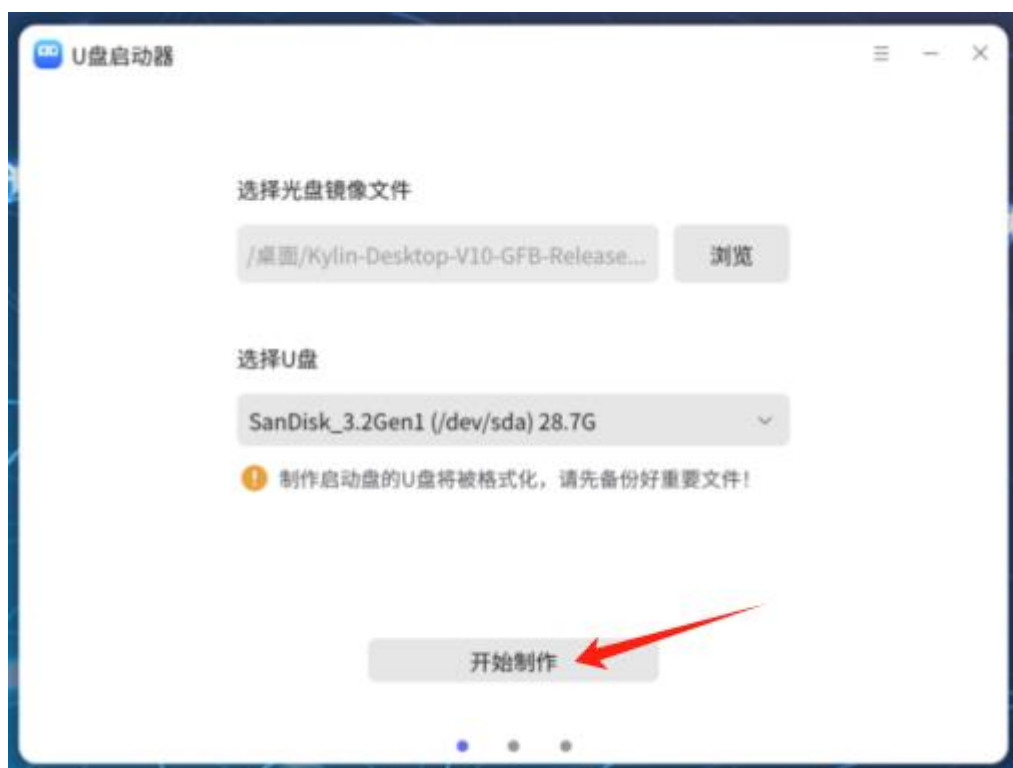 U盘启动器
选择光盘镜像文件
/桌面/Kylin-Desktop-V10-GFB-Release...
浏览
选择U盘
SanDisk_3.2Gen1 (/dev/sda) 28.7G
制作启动盘的U盘将被格式化，请先备份好重要文件！
开始制作